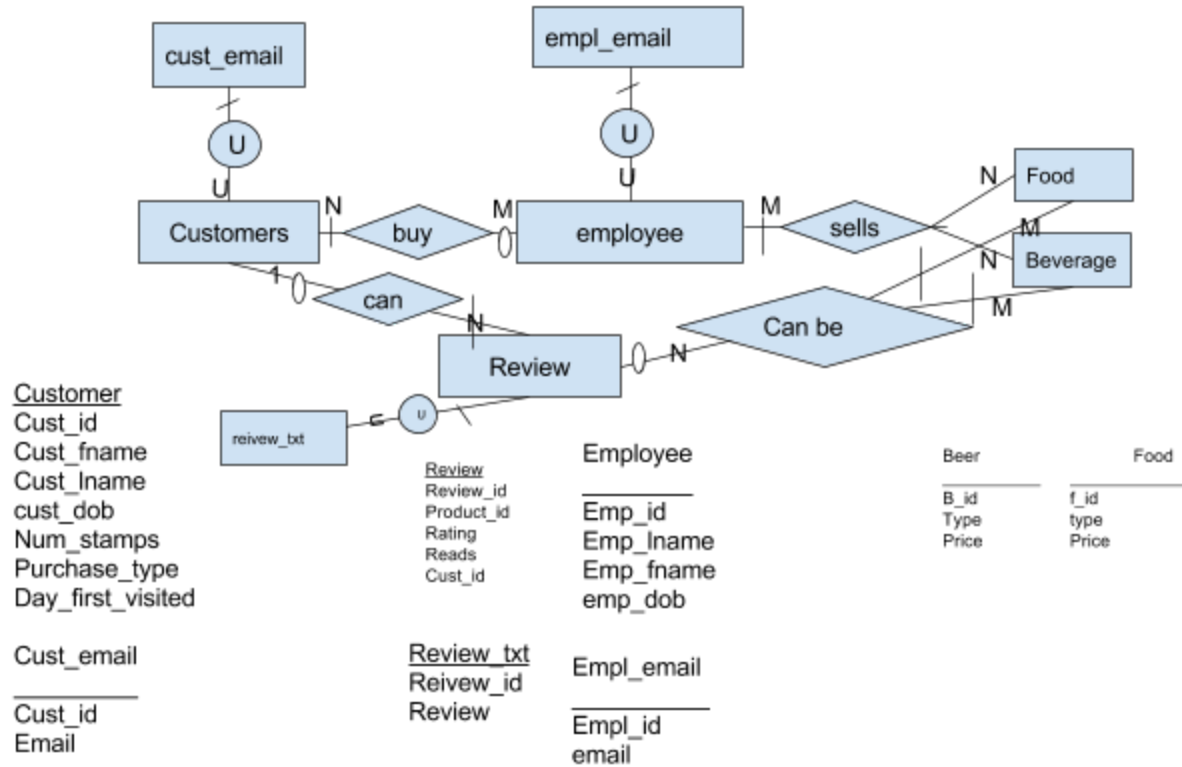 cust_email
empl_email
U
U
U
U
Food
N
N
M
M
N
Customers
buy
employee
sells
M
N
Beverage
1
can
M
N
Can be
Review
N
reivew_txt
U
U
Customer
Cust_id
Cust_fname
Cust_lname
cust_dob
Num_stamps
Purchase_type
Day_first_visited
Review
Review_id
Product_id
Rating
Reads
Cust_id
Employee
Emp_id
Emp_lname
Emp_fname
emp_dob
Beer
B_id
Type
Price
Food
f_id
type
Price
Cust_email
Cust_id
Email
Review_txt
Reivew_id
Review
Empl_email
Empl_id
email